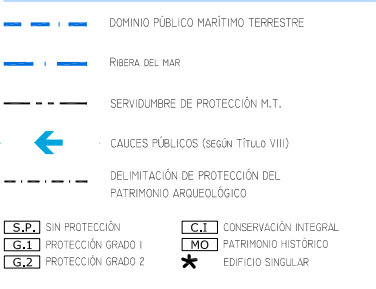 DOMINIO PÚBLICO MARÍTIMO TERRESTRE
RIBERA DEL MAR
SERVIDUMBRE DE PROTECCIÓN M.T.
CAUCES PÚBLICOS (SEGÚN TÍTULO VIII)
DELIMITACIÓN DE PROTECCIÓN DEL
PATRIMONIO ARQUEOLÓGICO
S.P. SIN PROTECCIÓN
G.1 PROTECCIÓN GRADO I
G.2 PROTECCIÓN GRADO 2
C.I CONSERVACIÓN INTEGRAL
MO PATRIMONIO HISTÓRICO
EDIFICIO SINGULAR